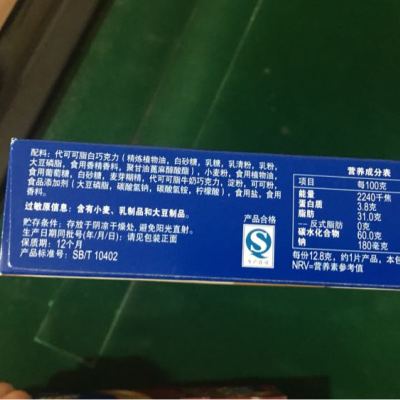 配料：代可可脂白巧克力（精炼植物油，白砂糖，乳糖，乳清粉，乳粉，
大豆磷脂，食用香精香料，聚甘油蓖麻醇酸酯），小麦粉，食用植物油，
食用葡萄糖，白砂糖，麦芽糊精，代可可脂牛奶巧克力，淀粉，可可粉，
食品添加剂（大豆磷脂，碳酸氢钠，碳酸氢铵，柠檬酸），食用盐，食用
香料。
过敏原信息：含有小麦、乳制品和大豆制品。
贮存条件：存放于阴凉干燥处，避免阳光直射。
生产日期同批号(年/月/日)：请见包装正面
保质期：12个月
产品标准号：SB/T 10402
产品合格
营养成分表
项目 每100克
能量 2240千焦
蛋白质 3.8克
脂肪 31.0克
－反式脂肪 0克
碳水化合物 60.0克
钠 180毫克
每份12.8克，约1片产品，本包
NRV=营养素参考值